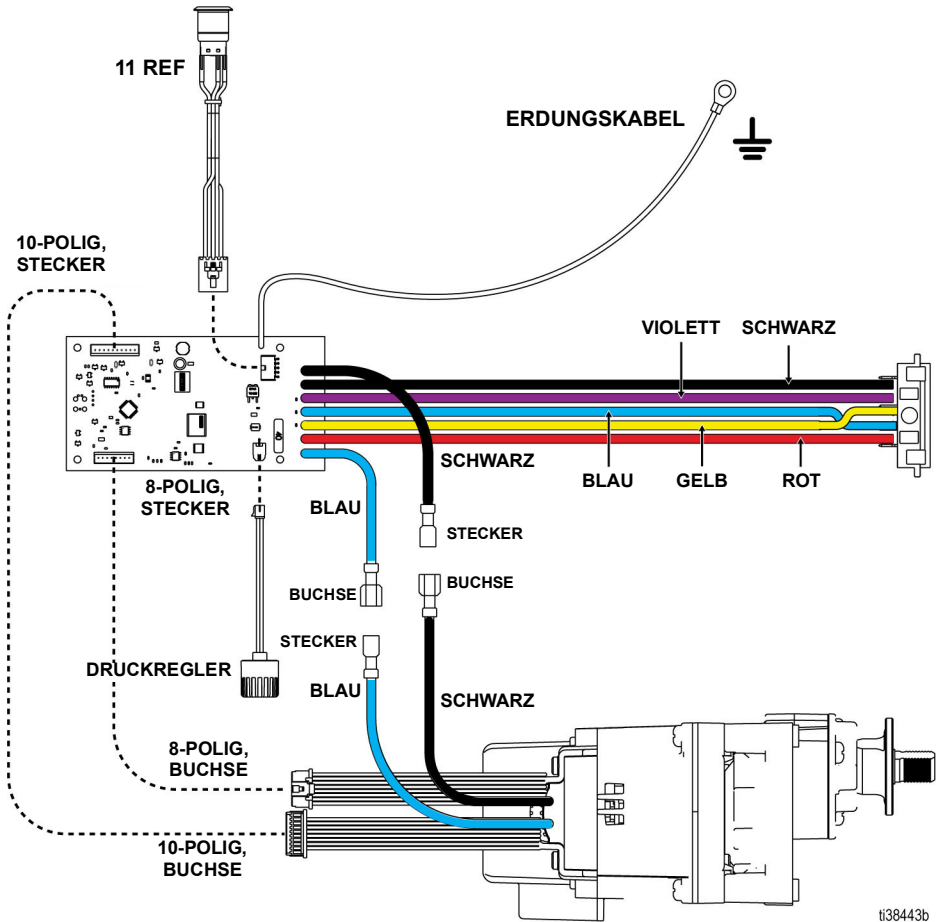 11 REF
ERDUNGSKABEL
10-POLIG,
STECKER
VIOLETT
SCHWARZ
SCHWARZ
BLAU
GELB
ROT
8-POLIG,
STECKER
BLAU
STECKER
BUCHSE
BUCHSE
STECKER
DRUCKREGLER
BLAU
SCHWARZ
8-POLIG,
BUCHSE
10-POLIG,
BUCHSE
ti38443b